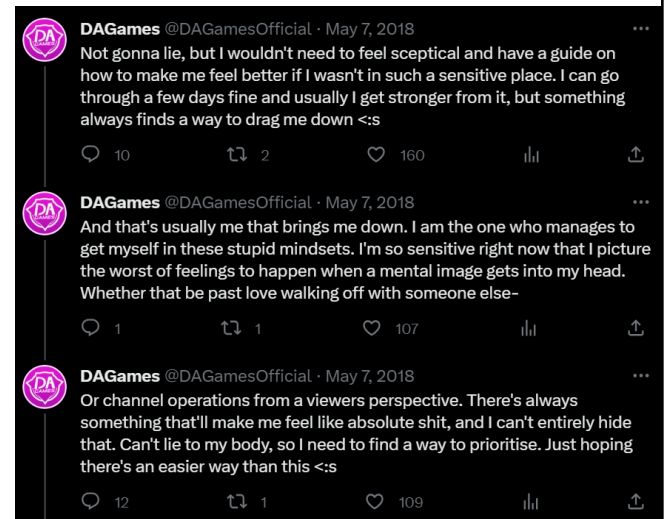 DAGames @DAGamesOfficial · May 7, 2018
Not gonna lie, but I wouldn't need to feel sceptical and have a guide on
how to make me feel better if I wasn't in such a sensitive place. I can go
through a few days fine and usually I get stronger from it, but something
always finds a way to drag me down <:s
10 2 160
DAGames @DAGamesOfficial · May 7, 2018
And that's usually me that brings me down. I am the one who manages to
get myself in these stupid mindsets. I'm so sensitive right now that I picture
the worst of feelings to happen when a mental image gets into my head.
Whether that be past love walking off with someone else-
1 1 107
DAGames @DAGamesOfficial · May 7, 2018
Or channel operations from a viewers perspective. There's always
something that'll make me feel like absolute shit, and I can't entirely hide
that. Can't lie to my body, so I need to find a way to prioritise. Just hoping
there's an easier way than this <:s
12 1 109